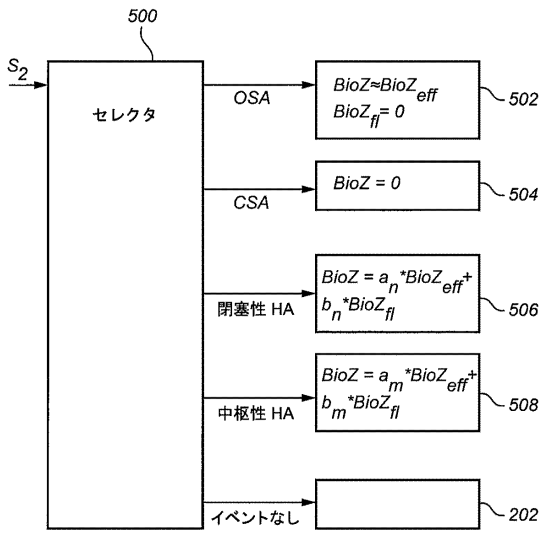 500
S2
セレクタ
OSA
BioZ≈BioZeff
BioZfl = 0
502
CSA
BioZ = 0
504
閉塞性 HA
BioZ = an*BioZeff+
bn*BioZfl
506
中枢性 HA
BioZ = am*BioZeff+
bm*BioZfl
508
イベントなし
202